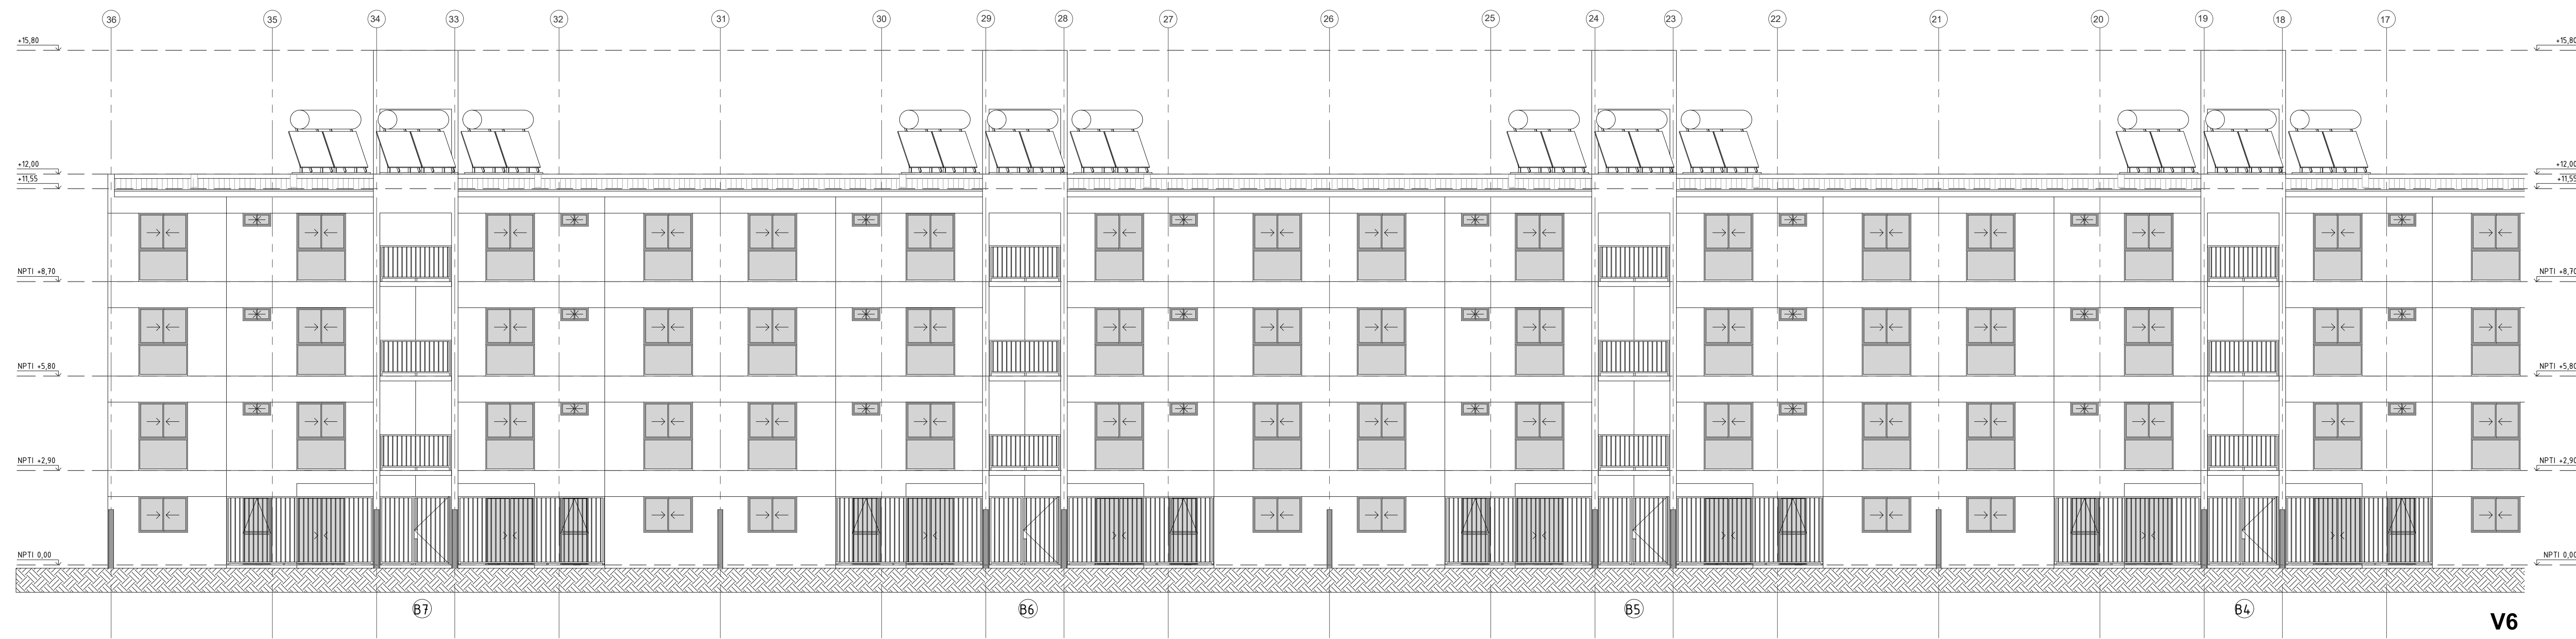 36 35 34 33 32 31 30 29 28 27 26 25 24 23 22 21 20 19 18 17
+15,80 +15,80
+12,00 +12,00
+11,55 +11,55
NPTI +8,70 NPTI +8,70
NPTI +5,80 NPTI +5,80
NPTI +2,90 NPTI +2,90
NPTI 0,00 NPTI 0,00
B7 B6 B5 B4
V6